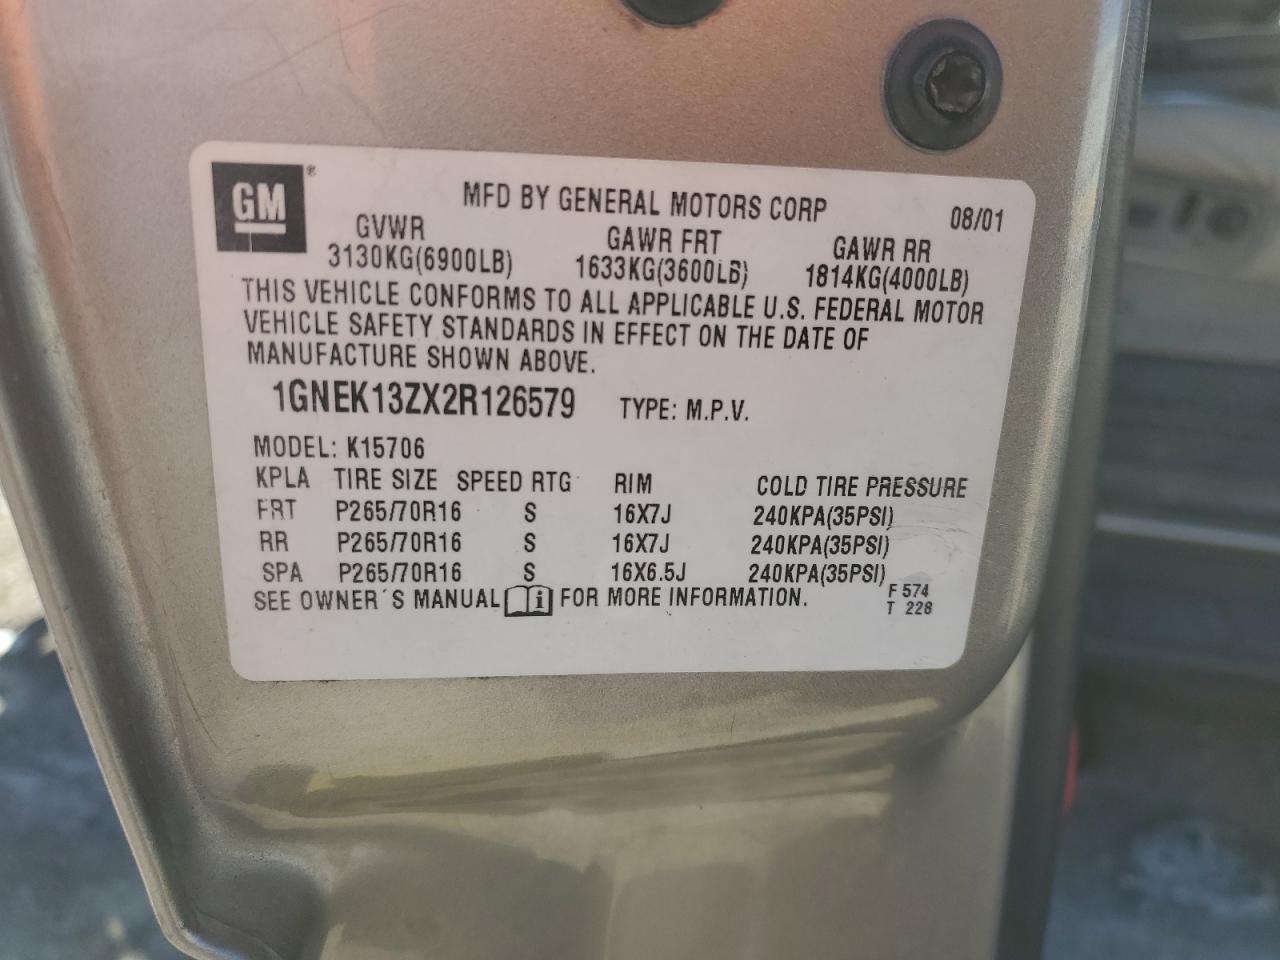 GM ®
MFD BY GENERAL MOTORS CORP 08/01
GVWR GAWR FRT GAWR RR
3130KG(6900LB) 1633KG(3600LB) 1814KG(4000LB)
THIS VEHICLE CONFORMS TO ALL APPLICABLE U.S. FEDERAL MOTOR
VEHICLE SAFETY STANDARDS IN EFFECT ON THE DATE OF
MANUFACTURE SHOWN ABOVE.
1GNEK13ZX2R126579 TYPE: M.P.V.
MODEL: K15706
KPLA TIRE SIZE SPEED RTG RIM COLD TIRE PRESSURE
FRT P265/70R16 S 16X7J 240KPA(35PSI)
RR P265/70R16 S 16X7J 240KPA(35PSI)
SPA P265/70R16 S 16X6.5J 240KPA(35PSI)
SEE OWNER´S MANUAL i FOR MORE INFORMATION. F 574
T 228